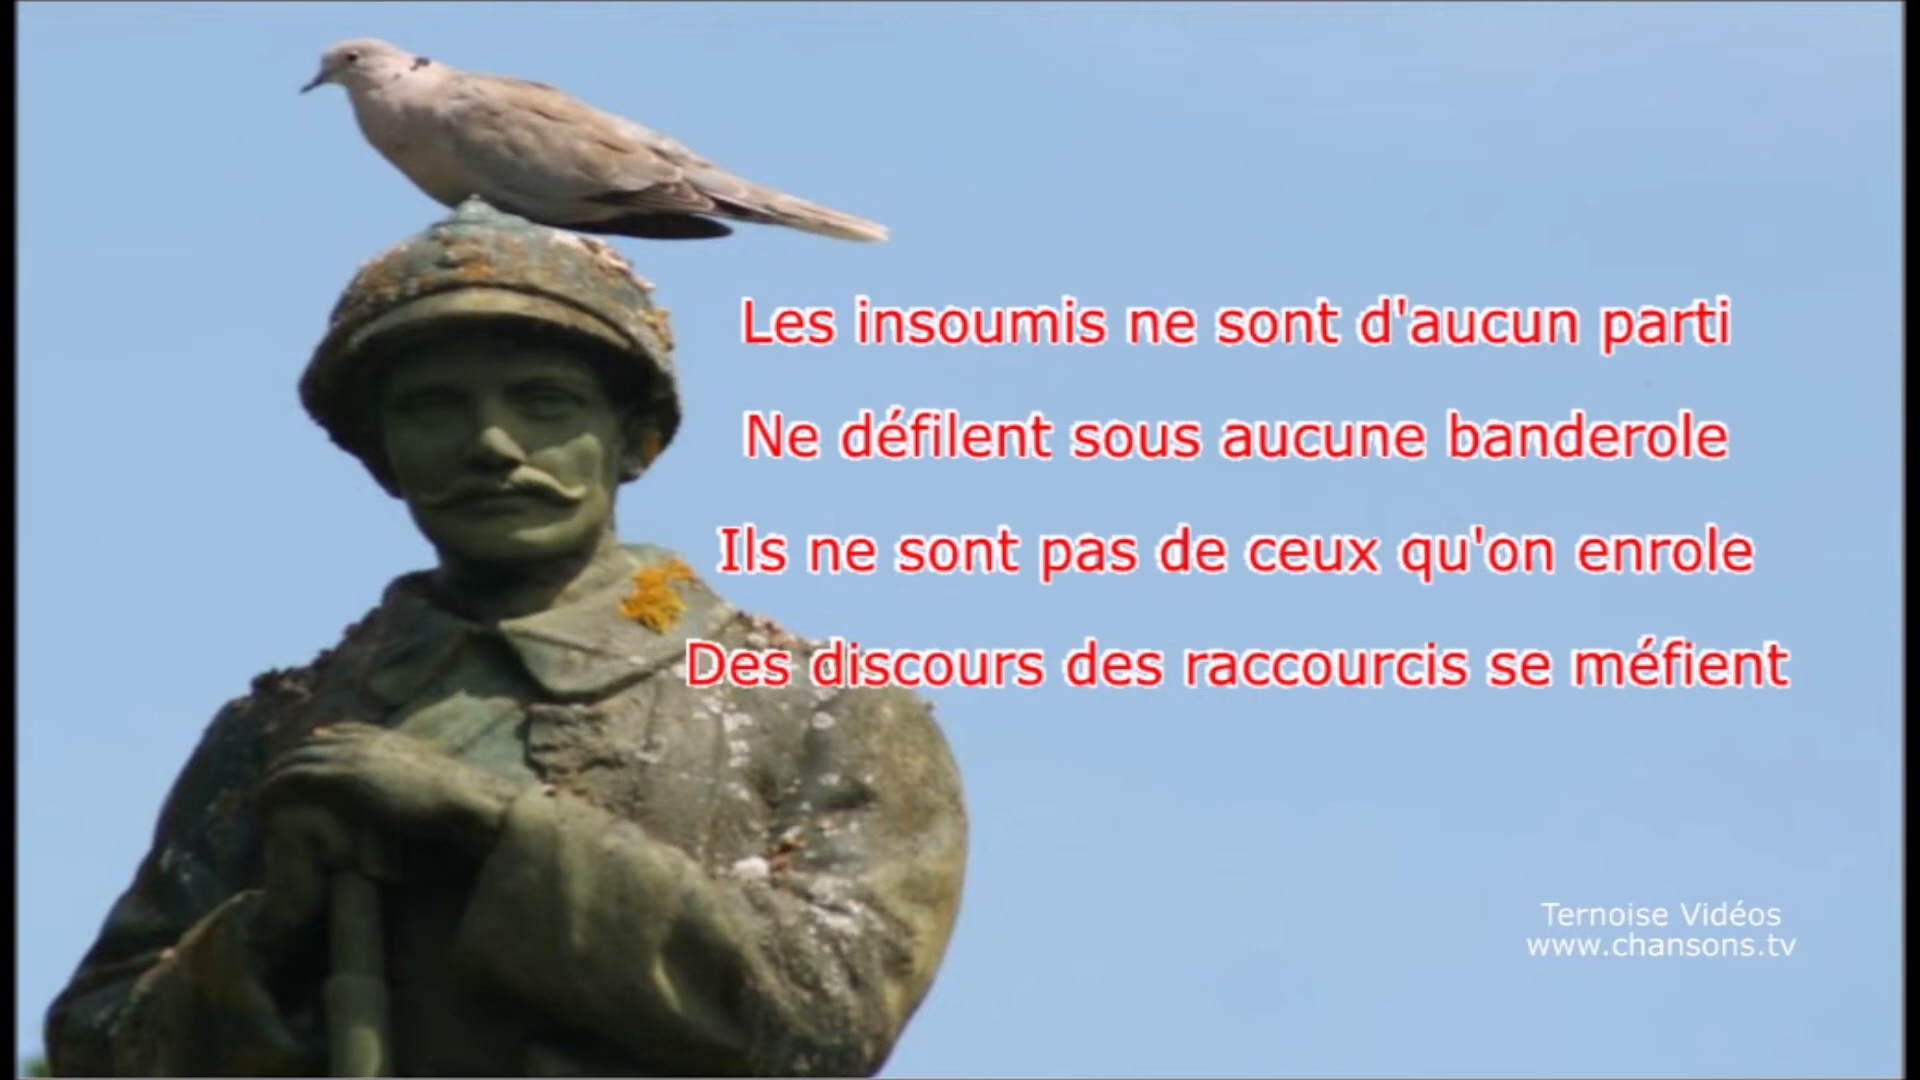 Les insoumis ne sont d'aucun parti
Ne défilent sous aucune banderole
Ils ne sont pas de ceux qu'on enrole
Des discours des raccourcis se méfient
Ternoise Vidéos
www.chansons.tv